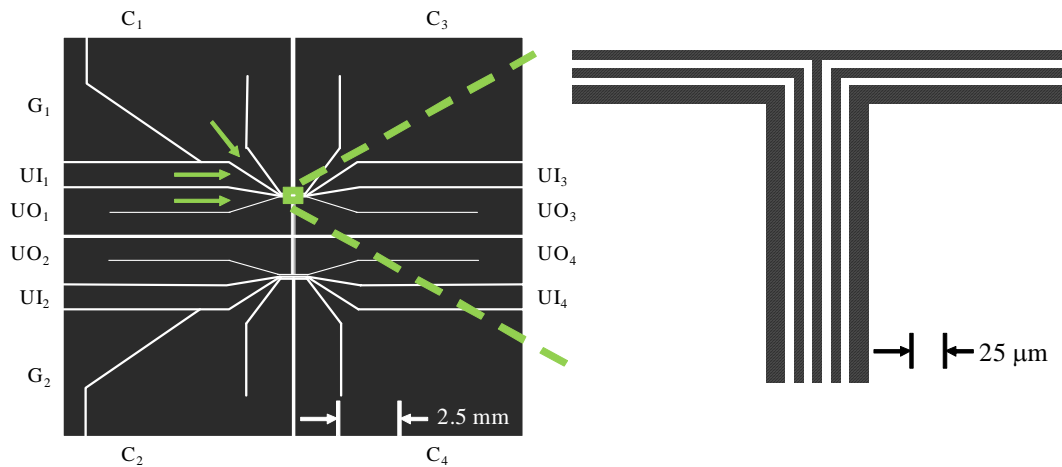 C₁ C₃
G₁
UI₁ UI₃
UO₁ UO₃
UO₂ UO₄
UI₂ UI₄
25 μm
G₂
2.5 mm
C₂ C₄